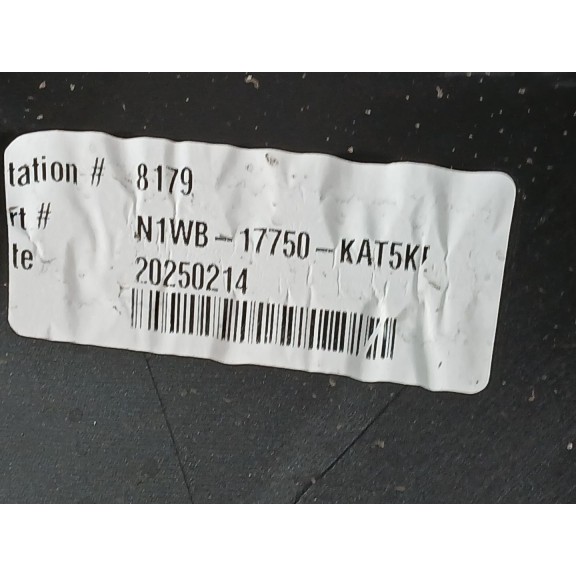 tation # 8179
rt # N1WB-17750-KAT5K
te 20250214